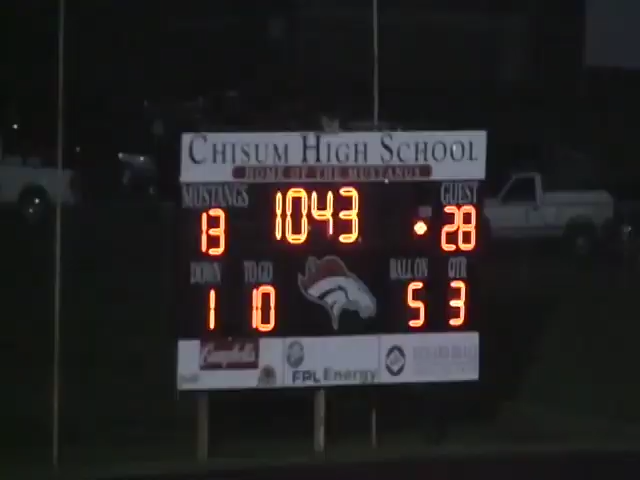 CHISUM HIGH SCHOOL
HOME OF THE MUSTANGS
MUSTANGS 1043 GUEST
13 28
DOWN TO GO BALL ON QTR
1 10 5 3
Campbell's FPL Energy